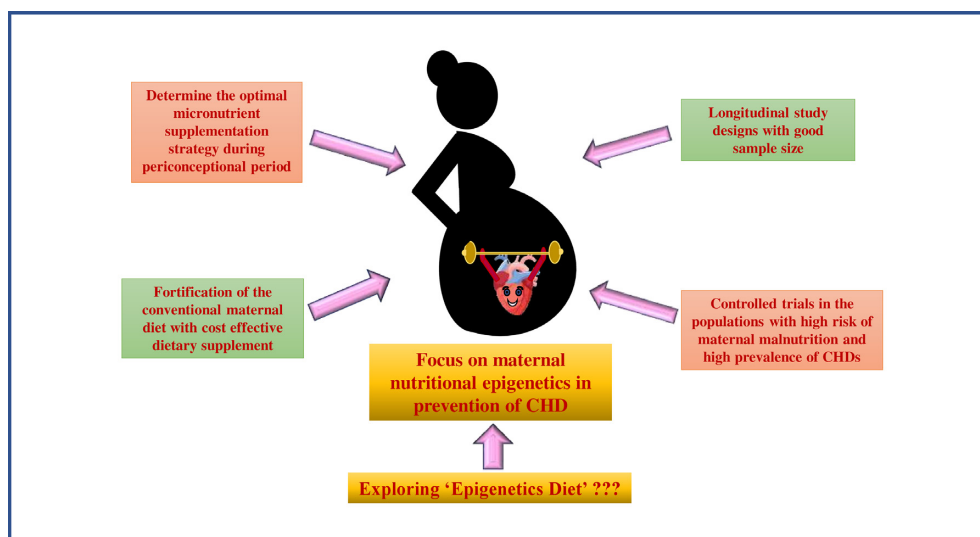 Determine the optimal
micronutrient
supplementation
strategy during
periconceptional period
Longitudinal study
designs with good
sample size
Fortification of the
conventional maternal
diet with cost effective
dietary supplement
Controlled trials in the
populations with high risk of
maternal malnutrition and
high prevalence of CHDs
Focus on maternal
nutritional epigenetics in
prevention of CHD
Exploring ‘Epigenetics Diet’ ???